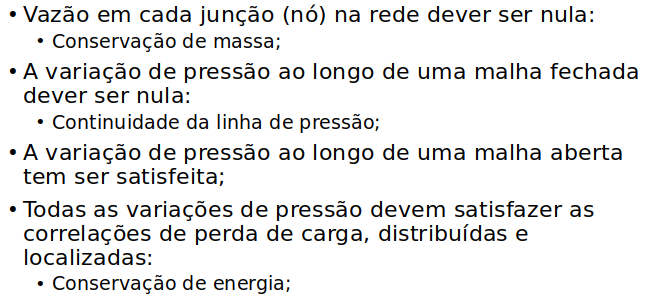 • Vazão em cada junção (nó) na rede dever ser nula:
• Conservação de massa;
• A variação de pressão ao longo de uma malha fechada
dever ser nula:
• Continuidade da linha de pressão;
• A variação de pressão ao longo de uma malha aberta
tem ser satisfeita;
• Todas as variações de pressão devem satisfazer as
correlações de perda de carga, distribuídas e
localizadas:
• Conservação de energia;